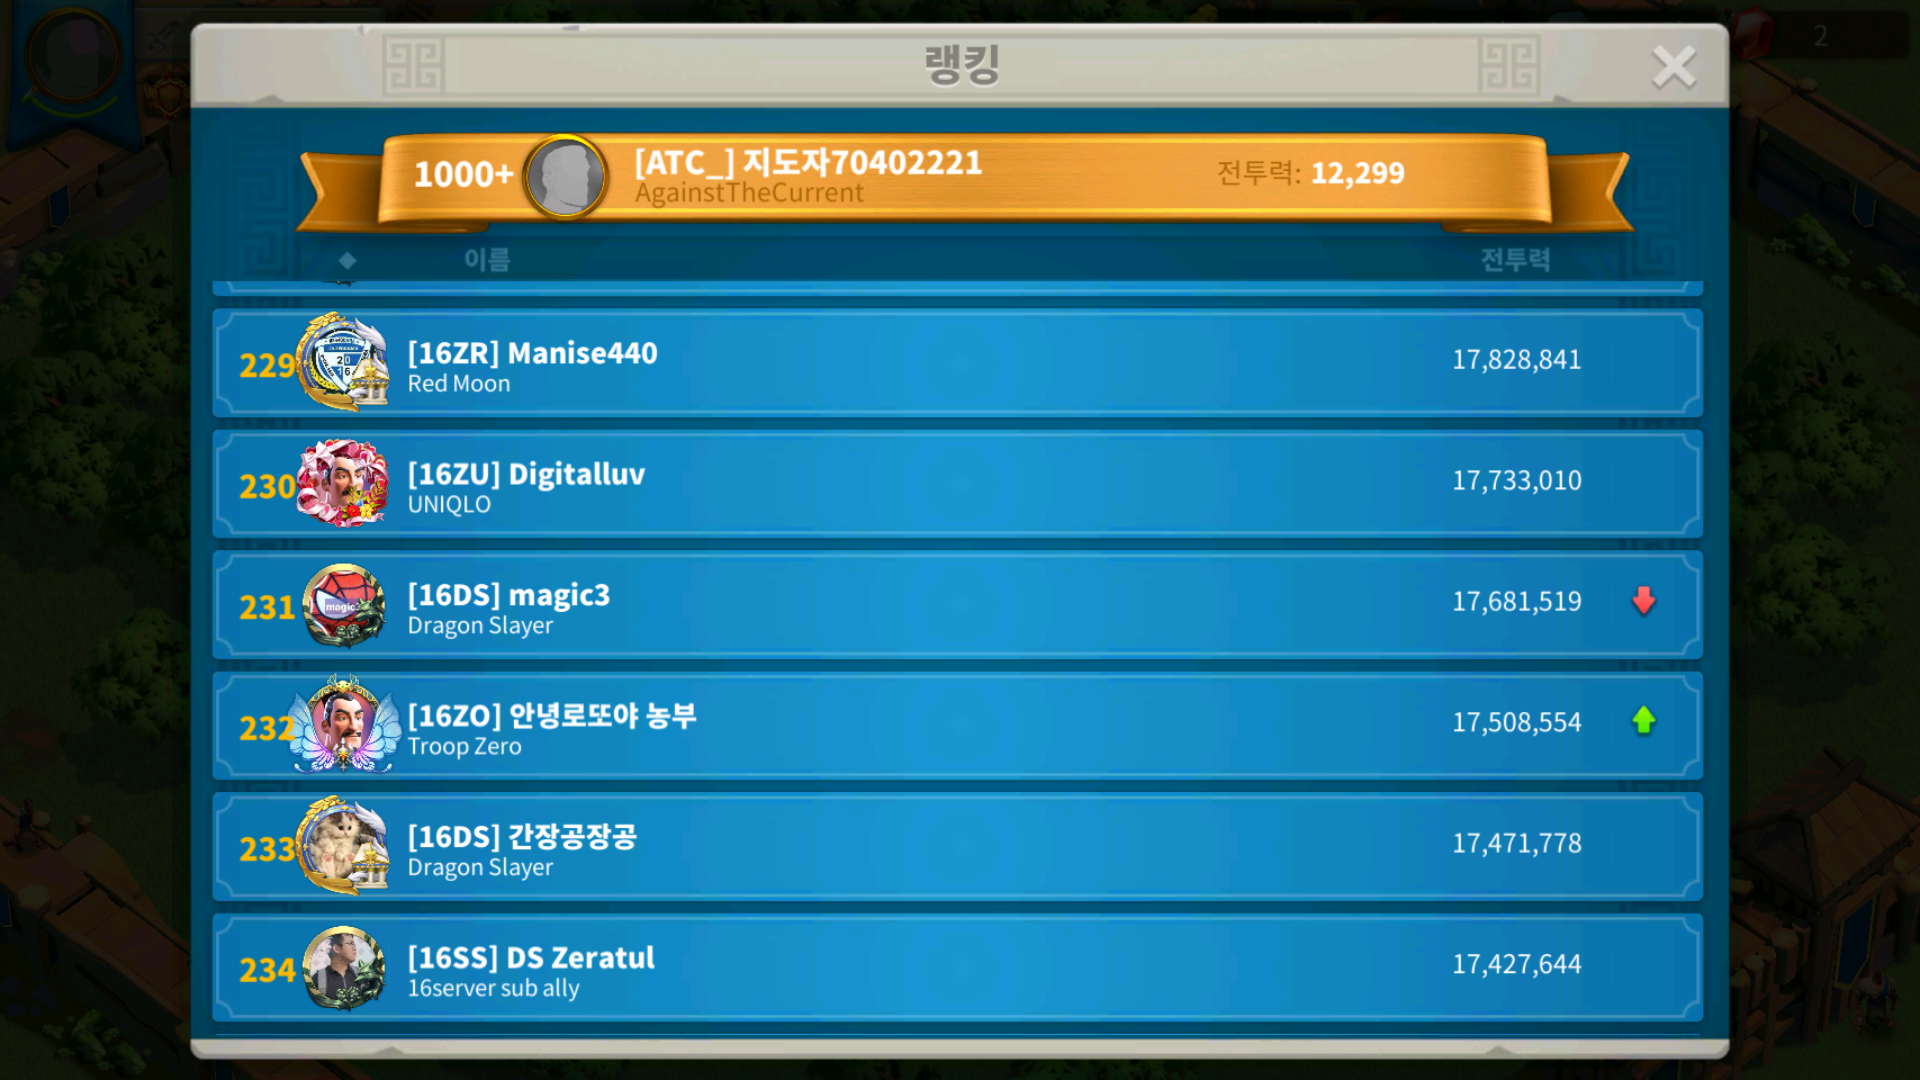 랭킹
2
1000+ [ATC_] 지도자70402221 전투력: 12,299
AgainstTheCurrent
이름 전투력
229 [16ZR] Manise440 17,828,841
Red Moon
230 [16ZU] Digitalluv 17,733,010
UNIQLO
231 magic3 [16DS] magic3 17,681,519
Dragon Slayer
232 [16ZO] 안녕로또야 농부 17,508,554
Troop Zero
233 [16DS] 간장공장공 17,471,778
Dragon Slayer
234 [16SS] DS Zeratul 17,427,644
16server sub ally